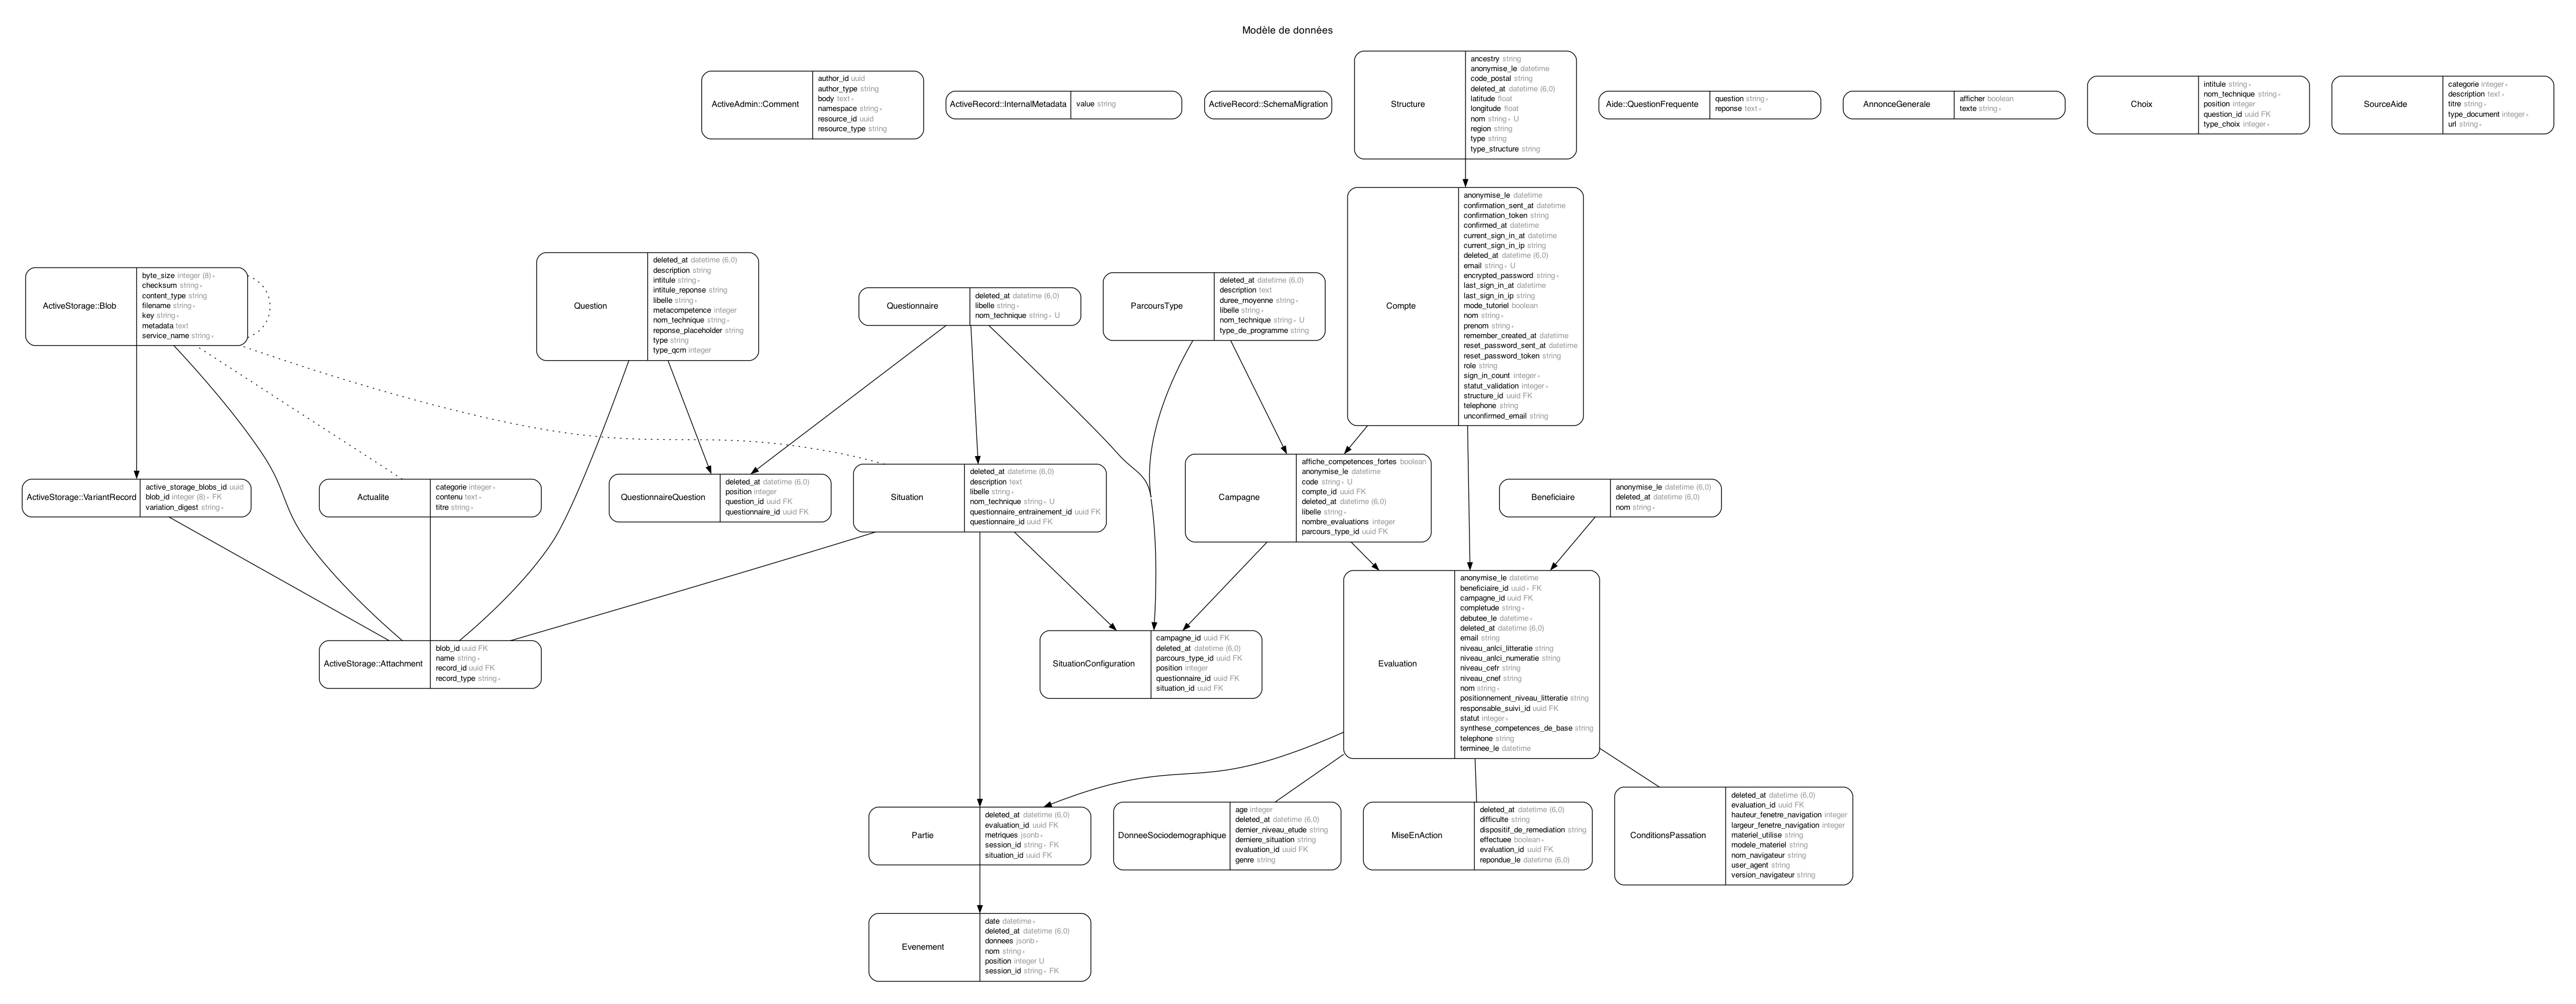 Modèle de données
ActiveAdmin::Comment
author_id uuid
author_type string
body text ∗
namespace string ∗
resource_id uuid
resource_type string
ActiveRecord::InternalMetadata
value string
ActiveRecord::SchemaMigration
Structure
ancestry string
anonymise_le datetime
code_postal string
deleted_at datetime (6,0)
latitude float
longitude float
nom string ∗ U
region string
type string
type_structure string
Aide::QuestionFrequente
question string ∗
reponse text ∗
AnnonceGenerale
afficher boolean
texte string ∗
Choix
intitule string ∗
nom_technique string ∗
position integer
question_id uuid FK
type_choix integer ∗
SourceAide
categorie integer ∗
description text ∗
titre string ∗
type_document integer ∗
url string ∗
Compte
anonymise_le datetime
confirmation_sent_at datetime
confirmation_token string
confirmed_at datetime
current_sign_in_at datetime
current_sign_in_ip string
deleted_at datetime (6,0)
email string ∗ U
encrypted_password string ∗
last_sign_in_at datetime
last_sign_in_ip string
mode_tutoriel boolean
nom string ∗
prenom string ∗
remember_created_at datetime
reset_password_sent_at datetime
reset_password_token string
role string
sign_in_count integer ∗
statut_validation integer ∗
structure_id uuid FK
telephone string
unconfirmed_email string
ActiveStorage::Blob
byte_size integer (8) ∗
checksum string ∗
content_type string
filename string ∗
key string ∗
metadata text
service_name string ∗
Question
deleted_at datetime (6,0)
description string
intitule string ∗
intitule_reponse string
libelle string ∗
metacompetence integer
nom_technique string ∗
reponse_placeholder string
type string
type_qcm integer
Questionnaire
deleted_at datetime (6,0)
libelle string ∗
nom_technique string ∗ U
ParcoursType
deleted_at datetime (6,0)
description text
duree_moyenne string ∗
libelle string ∗
nom_technique string ∗ U
type_de_programme string
ActiveStorage::VariantRecord
active_storage_blobs_id uuid
blob_id integer (8) ∗ FK
variation_digest string ∗
Actualite
categorie integer ∗
contenu text ∗
titre string ∗
QuestionnaireQuestion
deleted_at datetime (6,0)
position integer
question_id uuid FK
questionnaire_id uuid FK
Situation
deleted_at datetime (6,0)
description text
libelle string ∗
nom_technique string ∗ U
questionnaire_entrainement_id uuid FK
questionnaire_id uuid FK
Campagne
affiche_competences_fortes boolean
anonymise_le datetime
code string ∗ U
compte_id uuid FK
deleted_at datetime (6,0)
libelle string ∗
nombre_evaluations integer
parcours_type_id uuid FK
Beneficiaire
anonymise_le datetime (6,0)
deleted_at datetime (6,0)
nom string ∗
ActiveStorage::Attachment
blob_id uuid FK
name string ∗
record_id uuid FK
record_type string ∗
SituationConfiguration
campagne_id uuid FK
deleted_at datetime (6,0)
parcours_type_id uuid FK
position integer
questionnaire_id uuid FK
situation_id uuid FK
Evaluation
anonymise_le datetime
beneficiaire_id uuid ∗ FK
campagne_id uuid FK
completude string ∗
debutee_le datetime ∗
deleted_at datetime (6,0)
email string
niveau_anlci_litteratie string
niveau_anlci_numeratie string
niveau_cefr string
niveau_cnef string
nom string ∗
positionnement_niveau_litteratie string
responsable_suivi_id uuid FK
statut integer ∗
synthese_competences_de_base string
telephone string
terminee_le datetime
Partie
deleted_at datetime (6,0)
evaluation_id uuid FK
metriques jsonb ∗
session_id string ∗ FK
situation_id uuid FK
DonneeSociodemographique
age integer
deleted_at datetime (6,0)
dernier_niveau_etude string
derniere_situation string
evaluation_id uuid FK
genre string
MiseEnAction
deleted_at datetime (6,0)
difficulte string
dispositif_de_remediation string
effectuee boolean ∗
evaluation_id uuid FK
repondue_le datetime (6,0)
ConditionsPassation
deleted_at datetime (6,0)
evaluation_id uuid FK
hauteur_fenetre_navigation integer
largeur_fenetre_navigation integer
materiel_utilise string
modele_materiel string
nom_navigateur string
user_agent string
version_navigateur string
Evenement
date datetime ∗
deleted_at datetime (6,0)
donnees jsonb ∗
nom string ∗
position integer U
session_id string ∗ FK